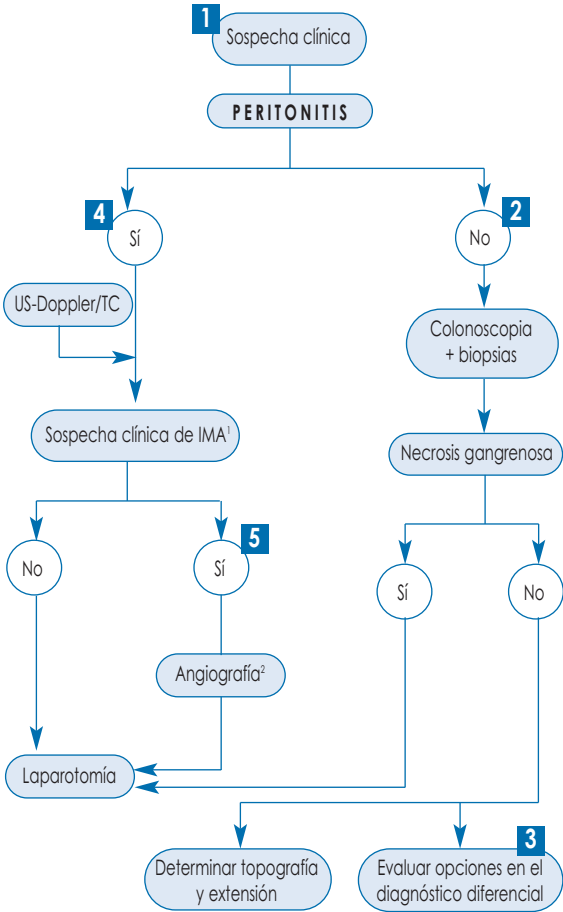 1
Sospecha clínica
PERITONITIS
4
Sí
2
No
US-Doppler/TC
Colonoscopia
+ biopsias
Sospecha clínica de IMA¹
Necrosis gangrenosa
No
5
Sí
Sí
No
Angiografía²
Laparotomía
3
Determinar topografía
y extensión
Evaluar opciones en el
diagnóstico diferencial